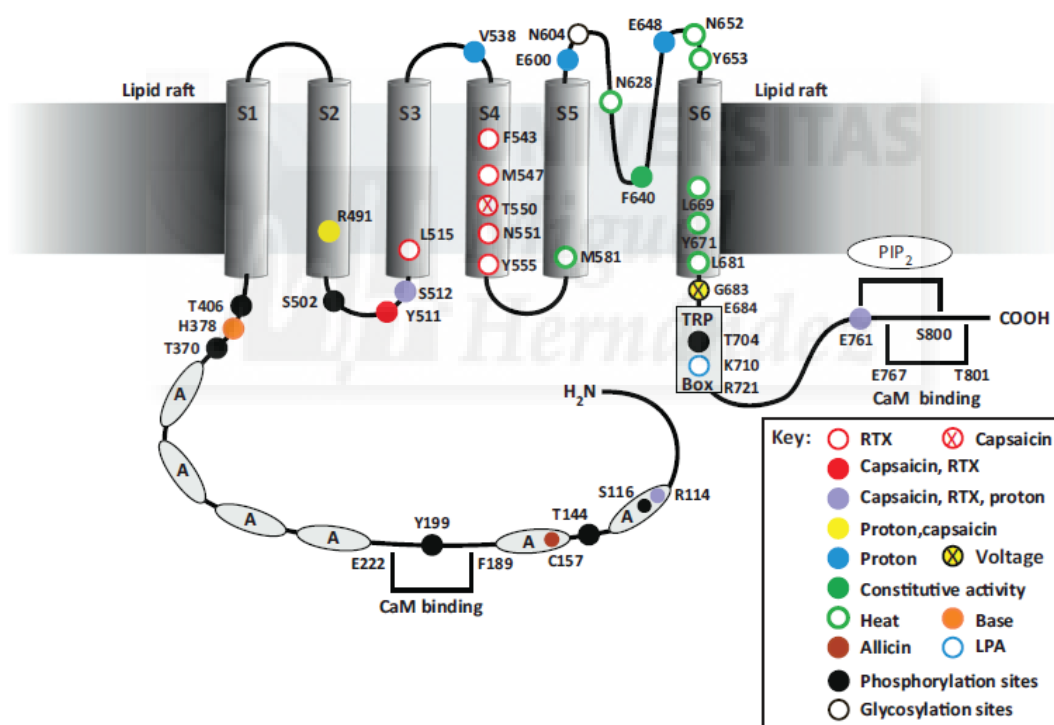 V538
N604
E600
E648
N652
Y653
N628
Lipid raft
S1
S2
S3
S4
S5
S6
Lipid raft
UNIVERSITAS
Miguel
Hernández
F543
M547
T550
N551
Y555
R491
L515
M581
F640
L669
Y671
L681
PIP2
G683
E684
T406
H378
T370
S502
S512
Y511
TRP
T704
K710
Box
R721
E761
S800
COOH
E767
T801
CaM binding
H2N
A
A
A
A
Y199
E222
F189
CaM binding
A
C157
T144
S116
R114
A
Key:
RTX
Capsaicin
Capsaicin, RTX
Capsaicin, RTX, proton
Proton,capsaicin
Proton
Voltage
Constitutive activity
Heat
Base
Allicin
LPA
Phosphorylation sites
Glycosylation sites